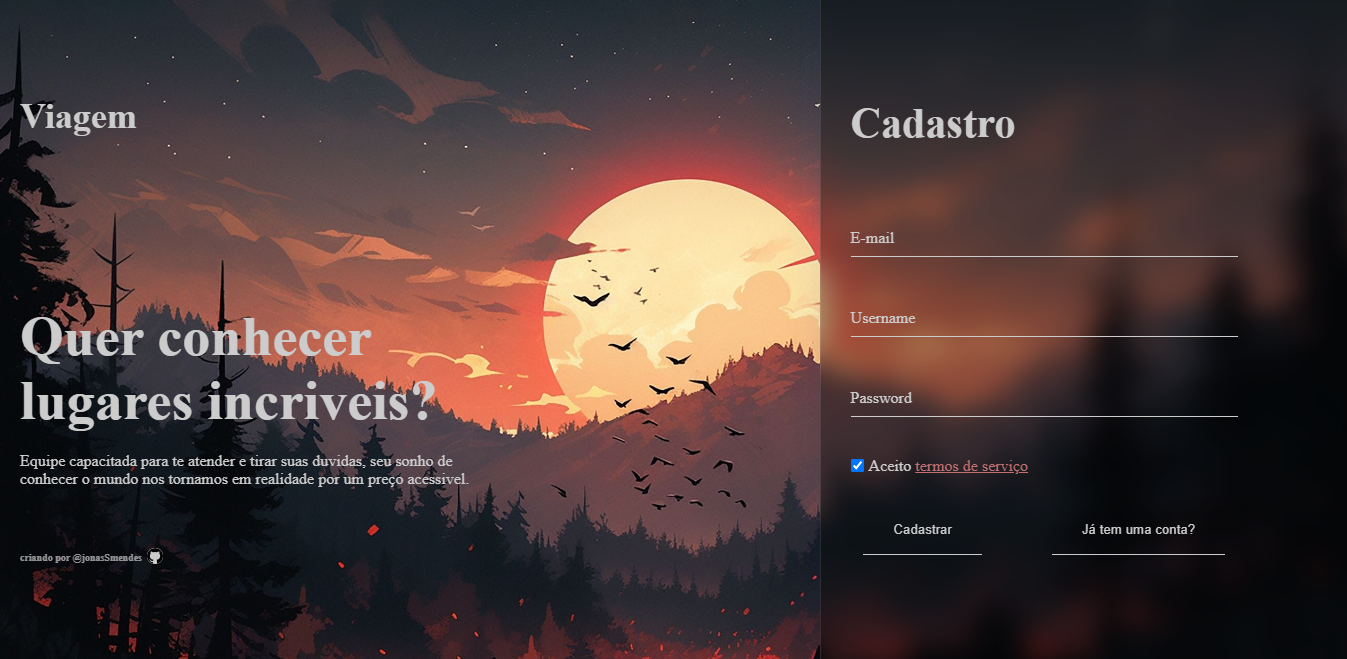 Viagem
Quer conhecer
lugares incriveis?
Equipe capacitada para te atender e tirar suas duvidas, seu sonho de
conhecer o mundo nos tornamos em realidade por um preço acessivel.
criando por @jonasSmendes
Cadastro
E-mail
Username
Password
Aceito termos de serviço
Cadastrar
Já tem uma conta?